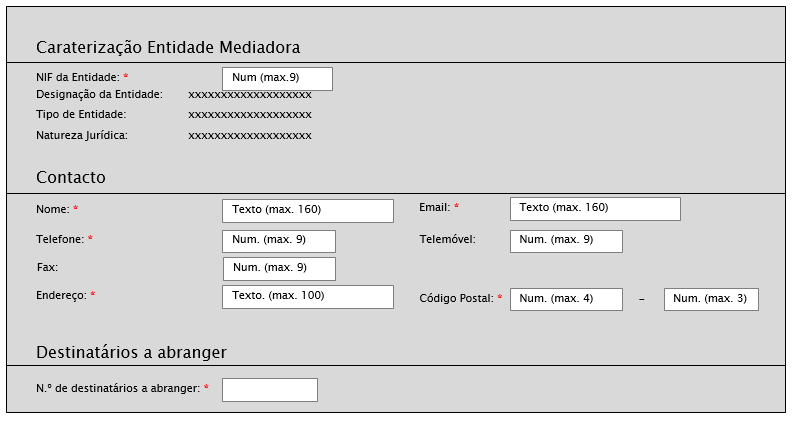 Caraterização Entidade Mediadora
NIF da Entidade: * Num (max.9)
Designação da Entidade: xxxxxxxxxxxxxxxxxxx
Tipo de Entidade: xxxxxxxxxxxxxxxxxxx
Natureza Jurídica: xxxxxxxxxxxxxxxxxxx
Contacto
Nome: * Texto (max. 160) Email: * Texto (max. 160)
Telefone: * Num. (max. 9) Telemóvel: Num. (max. 9)
Fax: Num. (max. 9)
Endereço: * Texto. (max. 100) Código Postal: * Num. (max. 4) - Num. (max. 3)
Destinatários a abranger
N.º de destinatários a abranger: *